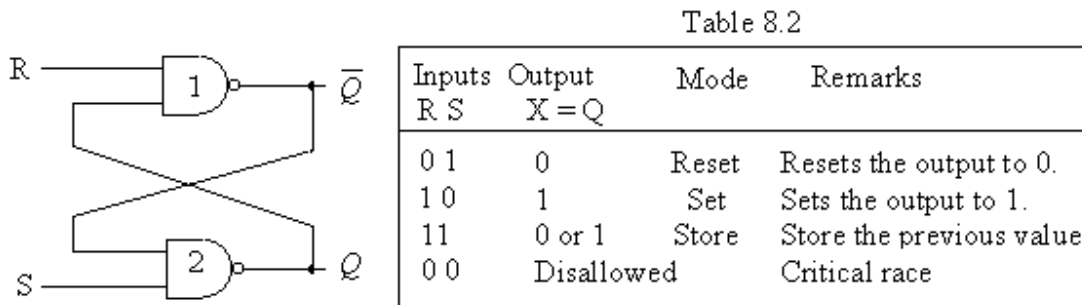 R
1
Q̅
2
S
Q
Table 8.2
Inputs Output Mode Remarks
R S X = Q
0 1 0 Reset Resets the output to 0.
1 0 1 Set Sets the output to 1.
11 0 or 1 Store Store the previous value
0 0 Disallowed Critical race